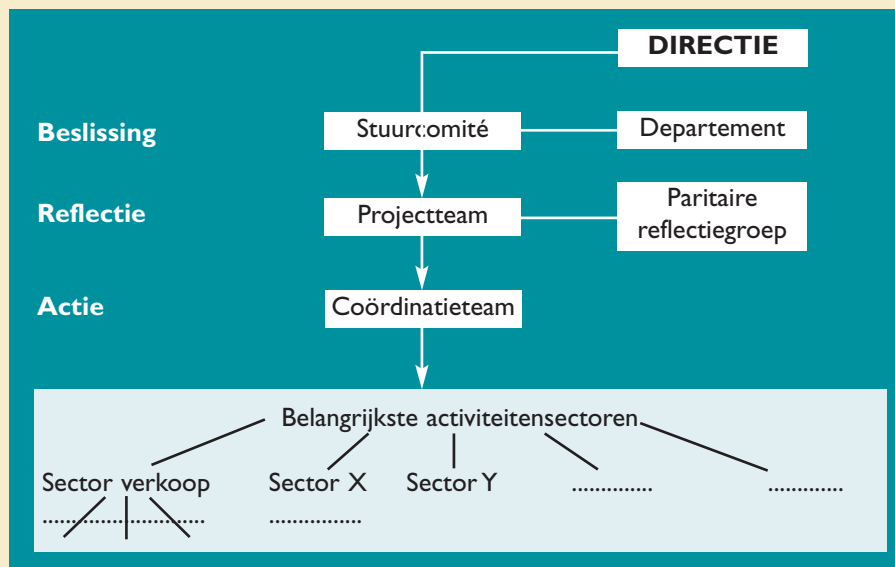 DIRECTIE
Beslissing
Stuurcomité
Departement
Reflectie
Projectteam
Paritaire
reflectiegroep
Actie
Coördinatieteam
Belangrijkste activiteitensectoren
Sector verkoop
Sector X
Sector Y
..............
.............
............................
................